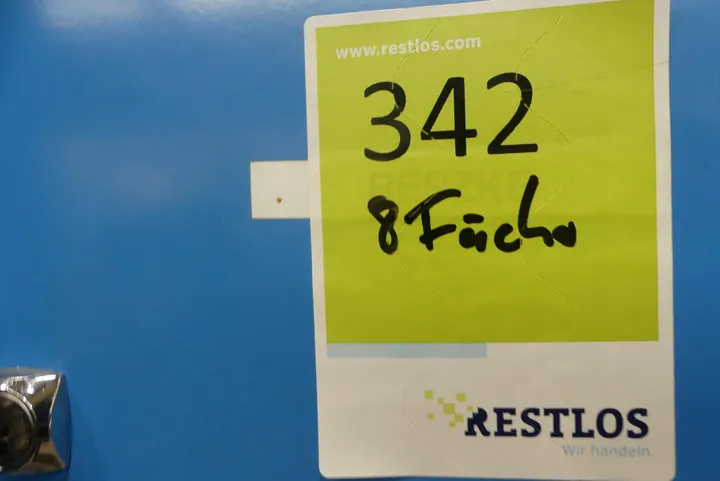 www.restlos.com
342
8 Fächer
RESTLOS
Wir handeln.